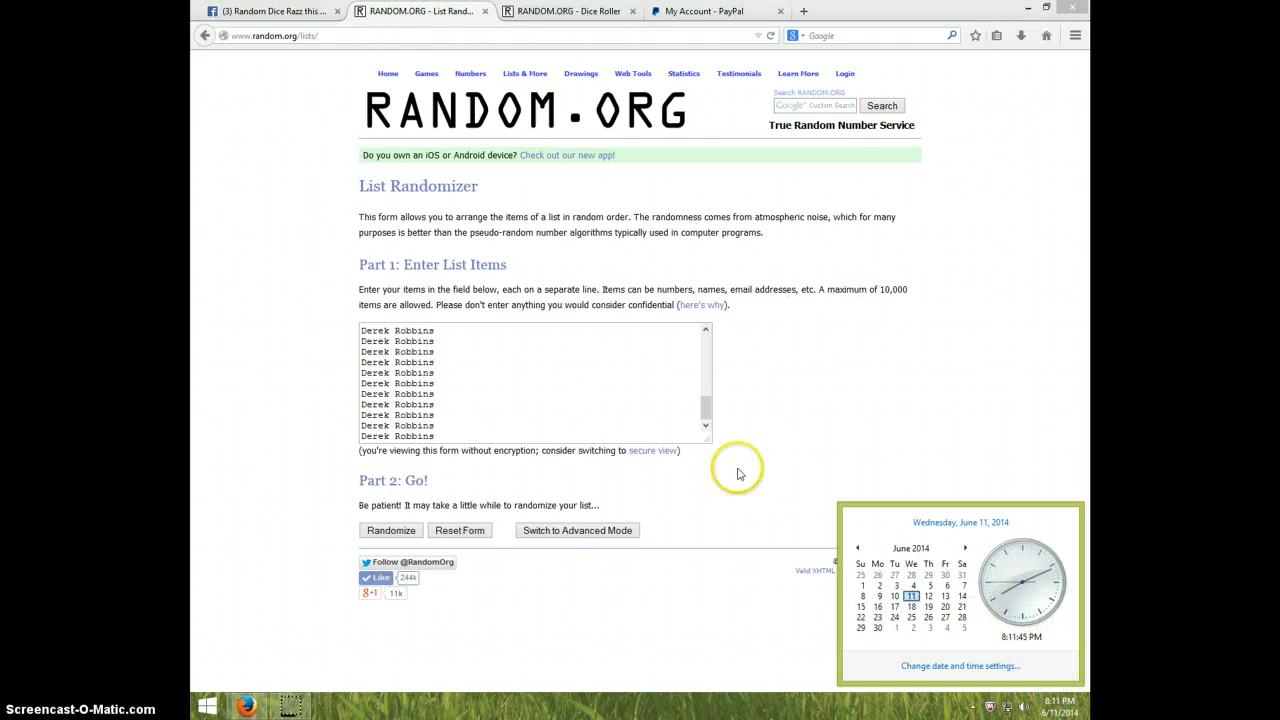 (3) Random Dice Razz this ...
RANDOM.ORG - List Rand...
RANDOM.ORG - Dice Roller
My Account - PayPal
www.random.org/lists/
Google
Home Games Numbers Lists & More Drawings Web Tools Statistics Testimonials Learn More Login
RANDOM.ORG
Search RANDOM.ORG
Google™ Custom Search
Search
True Random Number Service
Do you own an iOS or Android device? Check out our new app!
List Randomizer
This form allows you to arrange the items of a list in random order. The randomness comes from atmospheric noise, which for many
purposes is better than the pseudo-random number algorithms typically used in computer programs.
Part 1: Enter List Items
Enter your items in the field below, each on a separate line. Items can be numbers, names, email addresses, etc. A maximum of 10,000
items are allowed. Please don't enter anything you would consider confidential (here's why).
Derek Robbins
Derek Robbins
Derek Robbins
Derek Robbins
Derek Robbins
Derek Robbins
Derek Robbins
Derek Robbins
Derek Robbins
Derek Robbins
Derek Robbins
(you're viewing this form without encryption; consider switching to secure view)
Part 2: Go!
Be patient! It may take a little while to randomize your list...
Randomize Reset Form Switch to Advanced Mode
Follow @RandomOrg
Like 244k
+1 11k
Valid XHTML
Wednesday, June 11, 2014
June 2014
Su Mo Tu We Th Fr Sa
25 26 27 28 29 30 31
1 2 3 4 5 6 7
8 9 10 11 12 13 14
15 16 17 18 19 20 21
22 23 24 25 26 27 28
29 30 1 2 3 4 5
8:11:45 PM
Change date and time settings...
8:11 PM
6/11/2014
Screencast-O-Matic.com